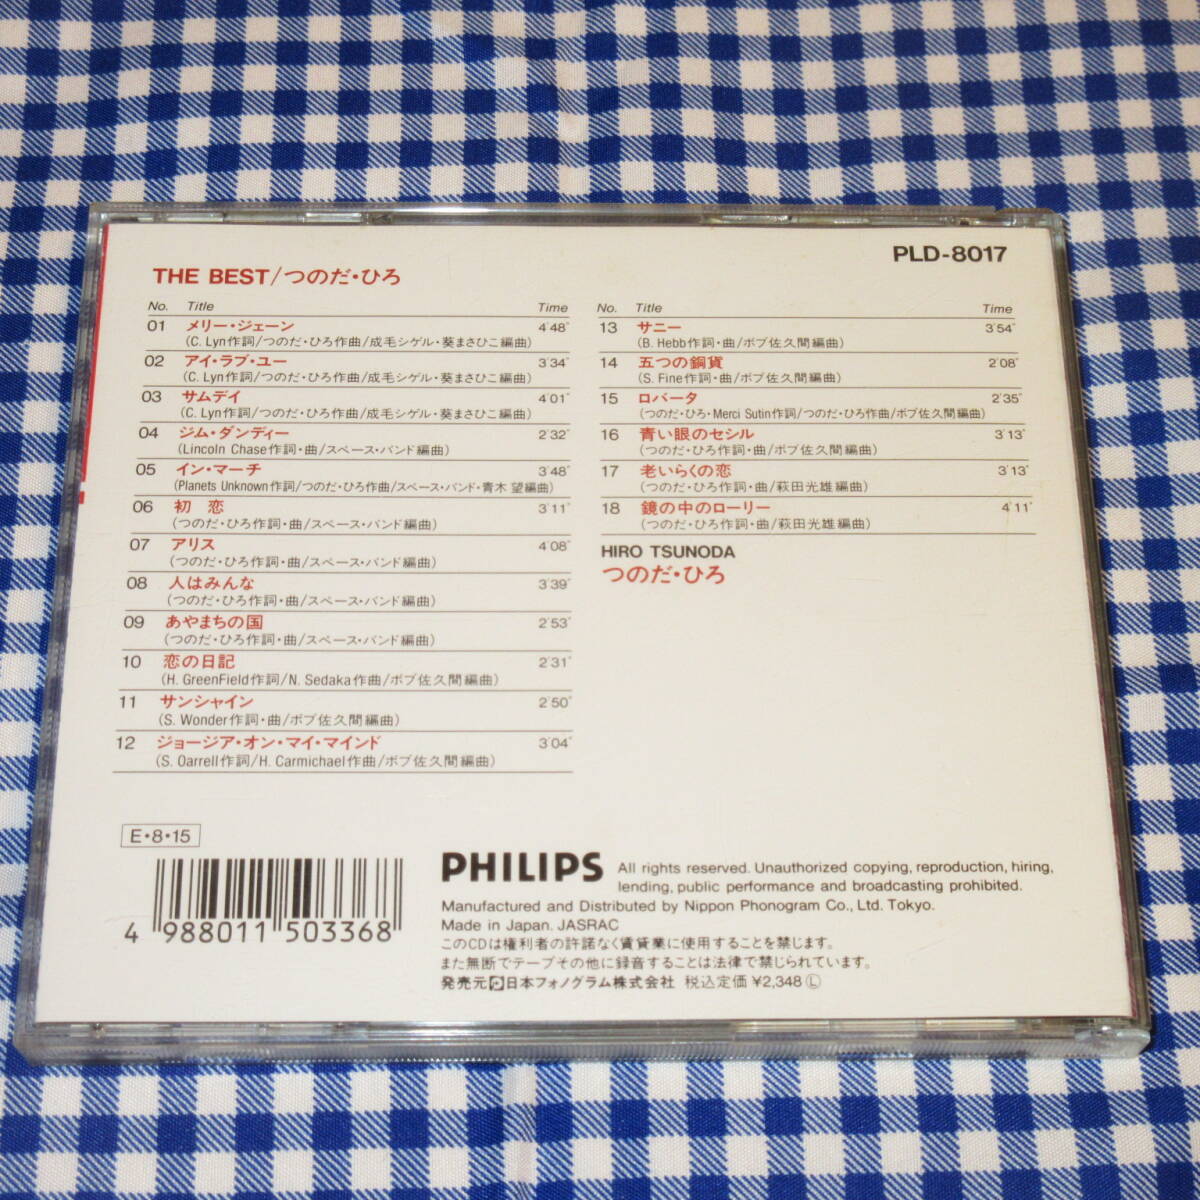 PLD-8017
THE BEST/つのだ・ひろ
No. Title Time
01 メリー・ジェーン 4'48"
(C. Lyn作詞/つのだ・ひろ作曲/成毛シゲル・葵まさひこ編曲)
02 アイ・ラブ・ユー 3'34"
(C. Lyn作詞/つのだ・ひろ作曲/成毛シゲル・葵まさひこ編曲)
03 サムデイ 4'01"
(C. Lyn作詞/つのだ・ひろ作曲/成毛シゲル・葵まさひこ編曲)
04 ジム・ダンディー 2'32"
(Lincoln Chase作詞・曲/スペース・バンド編曲)
05 イン・マーチ 3'48"
(Planets Unknown作詞/つのだ・ひろ作曲/スペース・バンド・青木 望編曲)
06 初 恋 3'11"
(つのだ・ひろ作詞・曲/スペース・バンド編曲)
07 アリス 4'08"
(つのだ・ひろ作詞・曲/スペース・バンド編曲)
08 人はみんな 3'39"
(つのだ・ひろ作詞・曲/スペース・バンド編曲)
09 あやまちの国 2'53"
(つのだ・ひろ作詞・曲/スペース・バンド編曲)
10 恋の日記 2'31"
(H. GreenField作詞/N. Sedaka作曲/ボブ佐久間編曲)
11 サンシャイン 2'50"
(S. Wonder作詞・曲/ボブ佐久間編曲)
12 ジョージア・オン・マイ・マインド 3'04"
(S. Oarrell作詞/H. Carmichael作曲/ボブ佐久間編曲)
No. Title Time
13 サニー 3'54"
(B. Hebb作詞・曲/ボブ佐久間編曲)
14 五つの銅貨 2'08"
(S. Fine作詞・曲/ボブ佐久間編曲)
15 ロバータ 2'35"
(つのだ・ひろ・Merci Sutin作詞/つのだ・ひろ作曲/ボブ佐久間編曲)
16 青い眼のセシル 3'13"
(つのだ・ひろ作詞・曲/ボブ佐久間編曲)
17 老いらくの恋 3'13"
(つのだ・ひろ作詞・曲/萩田光雄編曲)
18 鏡の中のローリー 4'11"
(つのだ・ひろ作詞・曲/萩田光雄編曲)
HIRO TSUNODA
つのだ・ひろ
E・8・15
4 988011 503368
PHILIPS
All rights reserved. Unauthorized copying, reproduction, hiring,
lending, public performance and broadcasting prohibited.
Manufactured and Distributed by Nippon Phonogram Co., Ltd. Tokyo.
Made in Japan. JASRAC
このCDは権利者の許諾なく賃貸業に使用することを禁じます。
また無断でテープその他に録音することは法律で禁じられています。
発売元 日本フォノグラム株式会社 税込定価 ¥2,348 Ⓛ